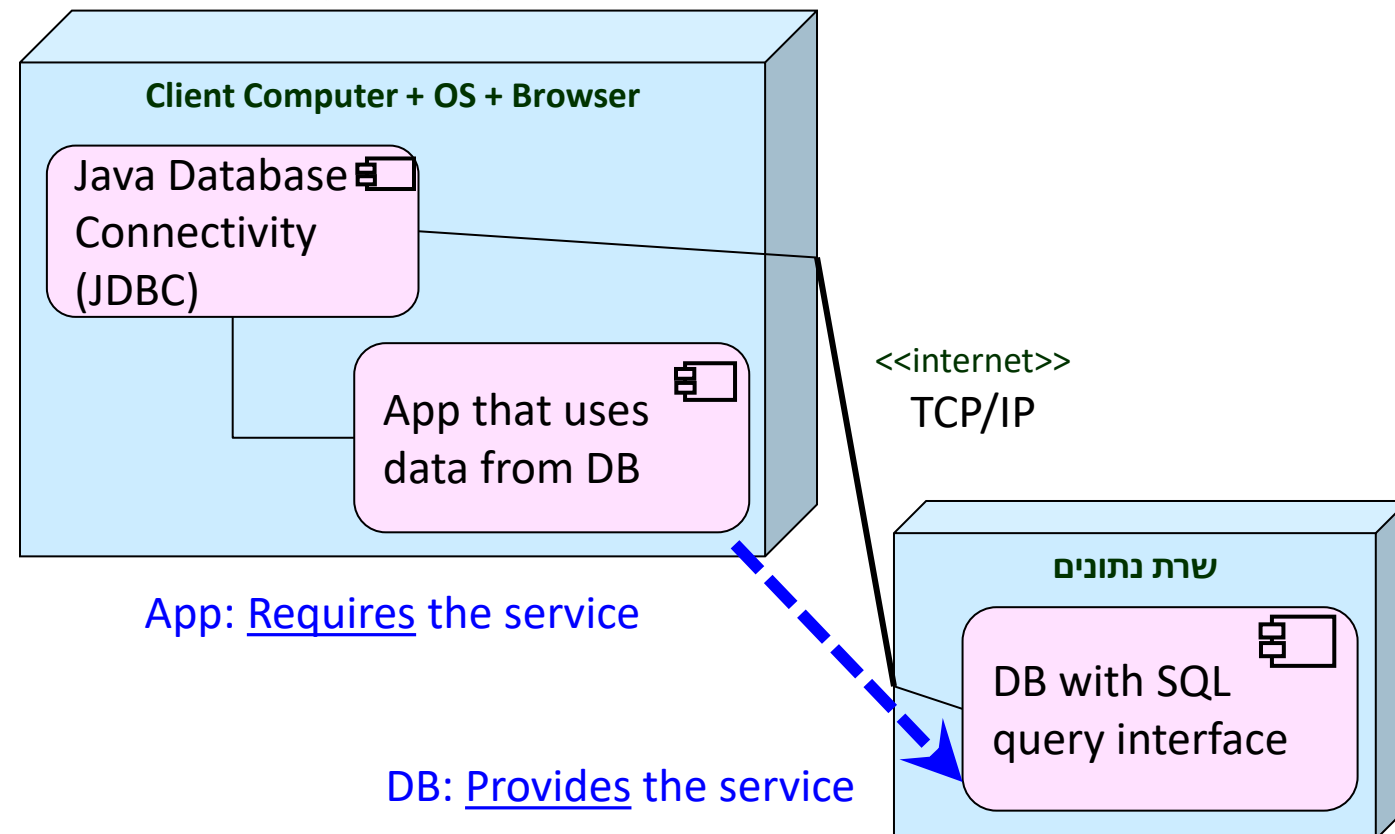 Client Computer + OS + Browser
Java Database
Connectivity
(JDBC)
App that uses
data from DB
<<internet>>
TCP/IP
שרת נתונים
App: Requires the service
DB with SQL
query interface
DB: Provides the service